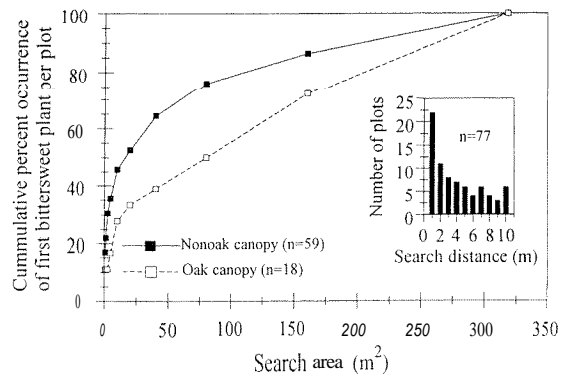 Cummulative percent occurrence
of first bittersweet plant per plot
100
80
60
40
20
0
Nonoak canopy (n=59)
Oak canopy (n=18)
0 50 100 150 200 250 300 350
Search area (m²)
Number of plots
25
20
15
10
5
0
n=77
0 2 4 6 8 10
Search distance (m)